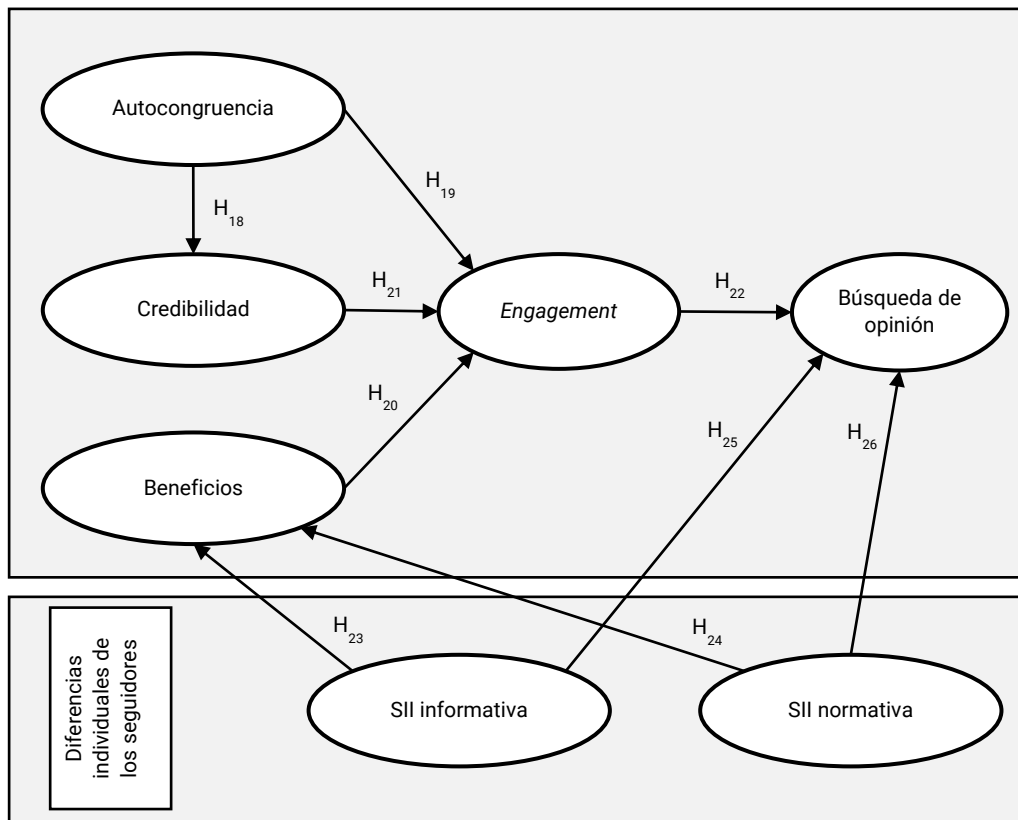 Autocongruencia
H19
H18
Credibilidad
H21
Engagement
H22
Búsqueda de
opinión
H20
H25
H26
Beneficios
Diferencias
individuales de
los seguidores
H23
H24
SII informativa
SII normativa